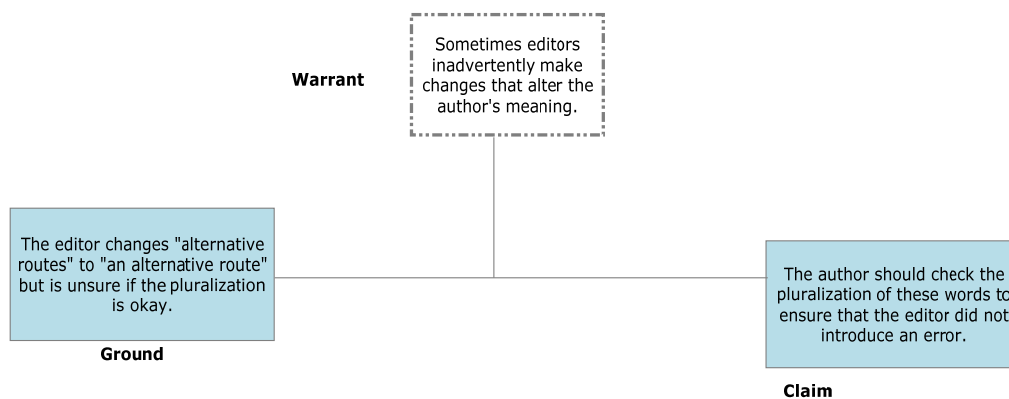 Sometimes editors
inadvertently make
changes that alter the
author's meaning.
Warrant
The editor changes "alternative
routes" to "an alternative route"
but is unsure if the pluralization
is okay.
Ground
The author should check the
pluralization of these words to
ensure that the editor did not
introduce an error.
Claim